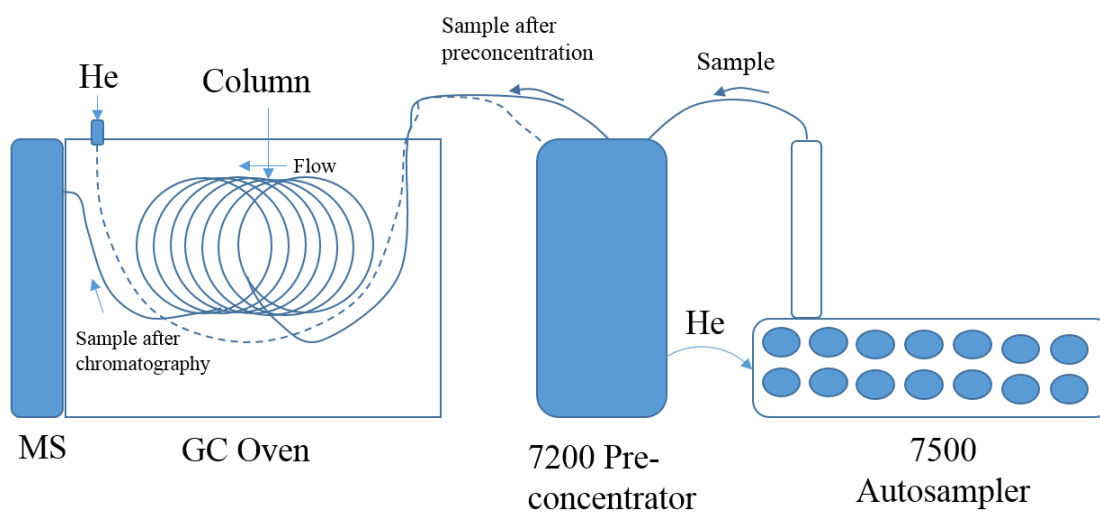 Sample after
preconcentration
Sample
He
Column
Flow
Sample after
chromatography
He
MS
GC Oven
7200 Pre-
concentrator
7500
Autosampler